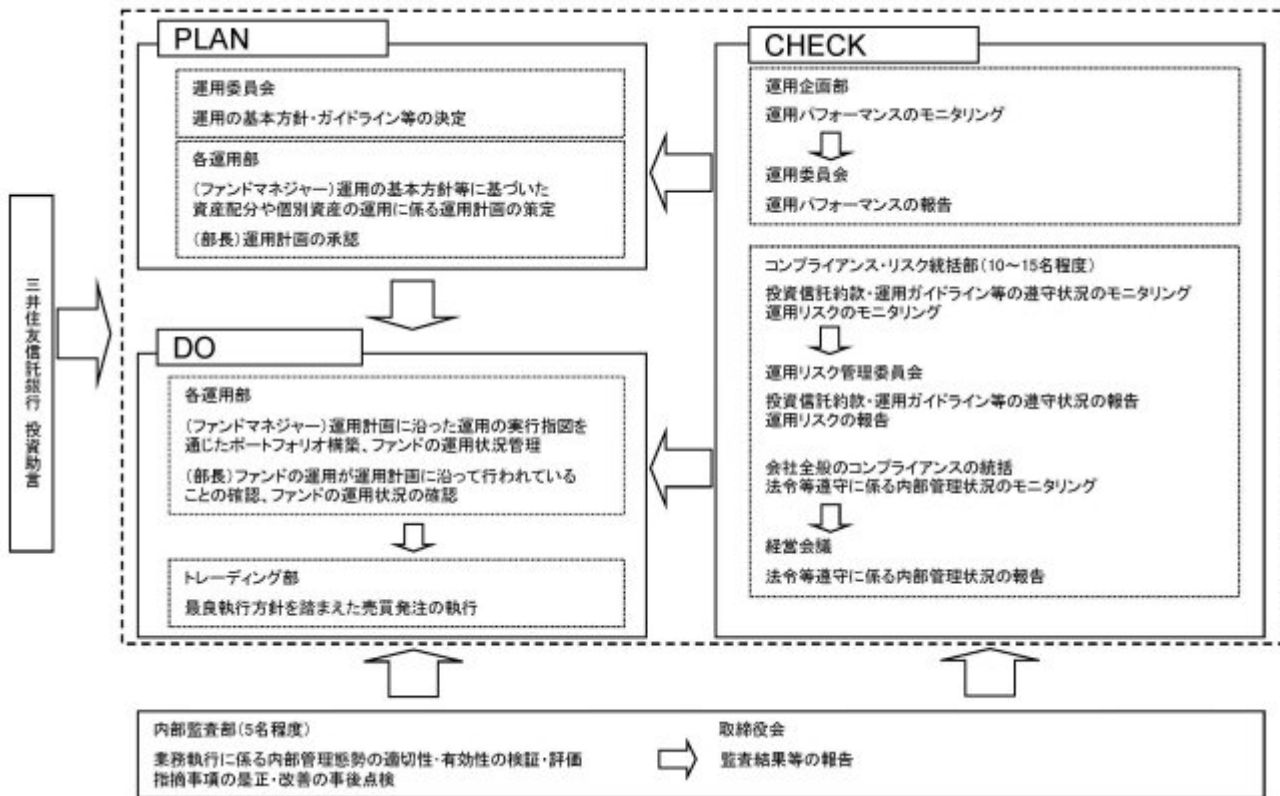 三井住友信託銀行 投資助言
PLAN
運用委員会
運用の基本方針・ガイドライン等の決定
各運用部
(ファンドマネジャー)運用の基本方針等に基づいた
資産配分や個別資産の運用に係る運用計画の策定
(部長)運用計画の承認
DO
各運用部
(ファンドマネジャー)運用計画に沿った運用の実行指図を
通じたポートフォリオ構築、ファンドの運用状況管理
(部長)ファンドの運用が運用計画に沿って行われている
ことの確認、ファンドの運用状況の確認
トレーディング部
最良執行方針を踏まえた売買発注の執行
CHECK
運用企画部
運用パフォーマンスのモニタリング
運用委員会
運用パフォーマンスの報告
コンプライアンス・リスク統括部(10~15名程度)
投資信託約款・運用ガイドライン等の遵守状況のモニタリング
運用リスクのモニタリング
運用リスク管理委員会
投資信託約款・運用ガイドライン等の遵守状況の報告
運用リスクの報告
会社全般のコンプライアンスの統括
法令等遵守に係る内部管理状況のモニタリング
経営会議
法令等遵守に係る内部管理状況の報告
内部監査部(5名程度)
業務執行に係る内部管理態勢の適切性・有効性の検証・評価
指摘事項の是正・改善の事後点検
取締役会
監査結果等の報告